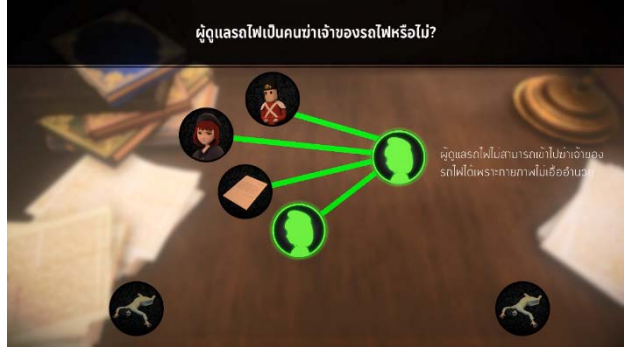 ผู้ดูแลรถไฟเป็นคนฆ่าเจ้าของรถไฟหรือไม่?
ผู้ดูแลรถไฟไม่สามารถเข้าไปฆ่าเจ้าของ
รถไฟได้เพราะกายภาพไม่เอื้ออำนวย